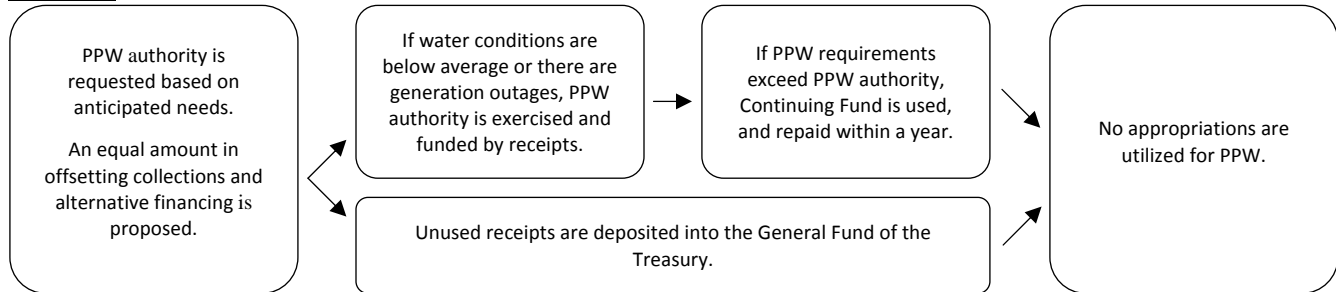 PPW authority is
requested based on
anticipated needs.
An equal amount in
offsetting collections and
alternative financing is
proposed.
If water conditions are
below average or there are
generation outages, PPW
authority is exercised and
funded by receipts.
If PPW requirements
exceed PPW authority,
Continuing Fund is used,
and repaid within a year.
Unused receipts are deposited into the General Fund of the
Treasury.
No appropriations are
utilized for PPW.